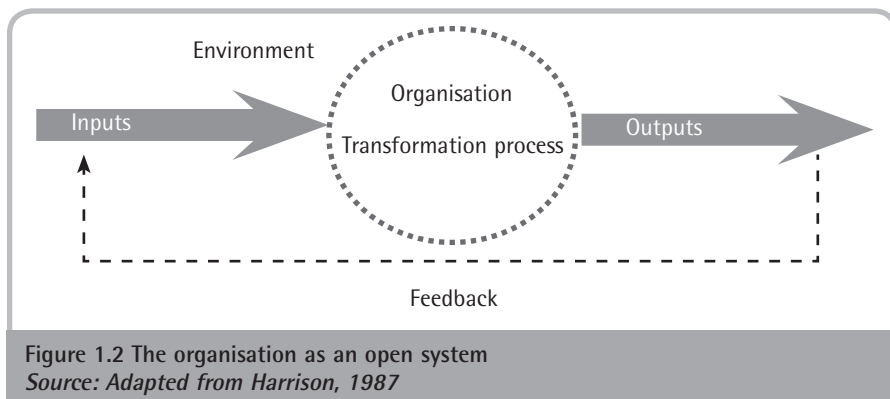 Environment
Organisation
Inputs
Outputs
Transformation process
Feedback
Figure 1.2 The organisation as an open system
Source: Adapted from Harrison, 1987